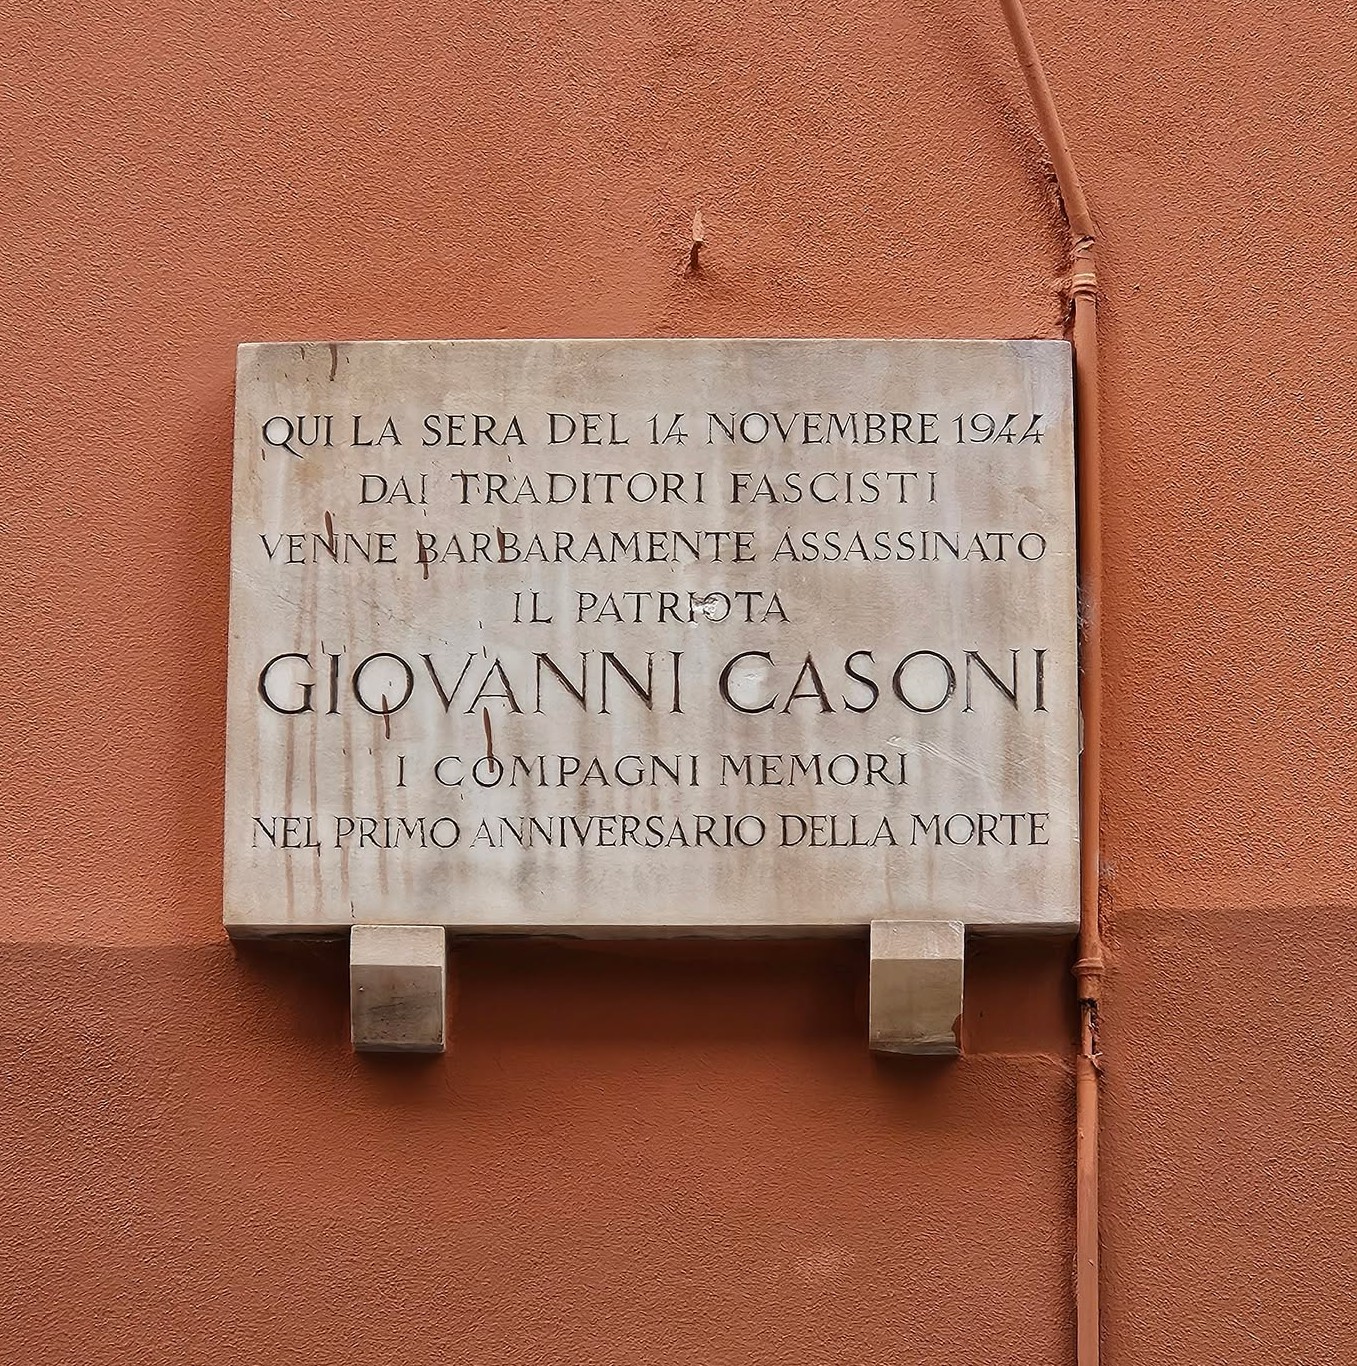 QUI LA SERA DEL 14 NOVEMBRE 1944
DAI TRADITORI FASCISTI
VENNE BARBARAMENTE ASSASSINATO
IL PATRIOTA
GIOVANNI CASONI
I COMPAGNI MEMORI
NEL PRIMO ANNIVERSARIO DELLA MORTE